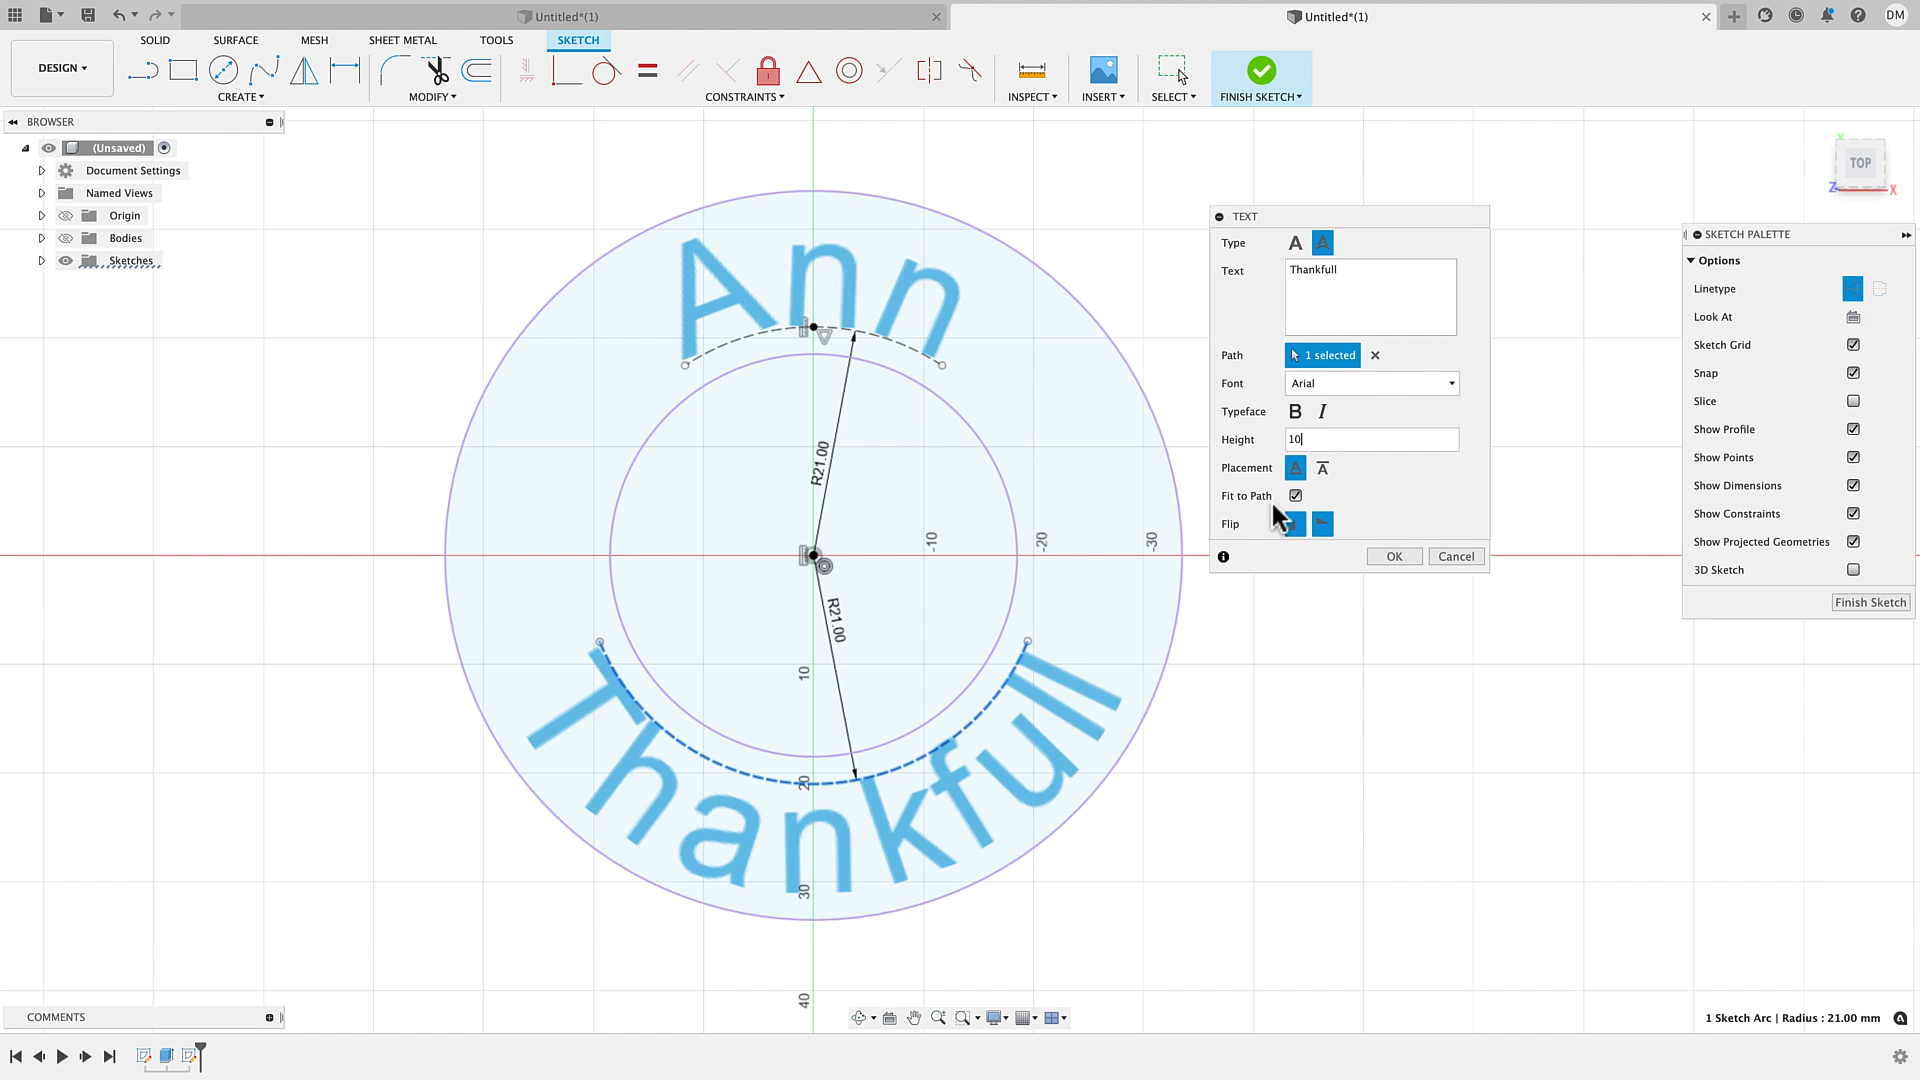 Untitled*(1)
Untitled*(1)
DM
SOLID SURFACE MESH SHEET METAL TOOLS SKETCH
DESIGN
CREATE MODIFY CONSTRAINTS INSPECT INSERT SELECT FINISH SKETCH
BROWSER
(Unsaved)
Document Settings
Named Views
Origin
Bodies
Sketches
Ann
R21.00
R21.00
-10
-20
-30
10
20
30
40
Thankfull
TEXT
Type A A
Text Thankfull
Path 1 selected
Font Arial
Typeface B I
Height 10
Placement A A
Fit to Path
Flip
OK Cancel
TOP
Y
Z
X
SKETCH PALETTE
Options
Linetype
Look At
Sketch Grid
Snap
Slice
Show Profile
Show Points
Show Dimensions
Show Constraints
Show Projected Geometries
3D Sketch
Finish Sketch
COMMENTS
1 Sketch Arc | Radius : 21.00 mm